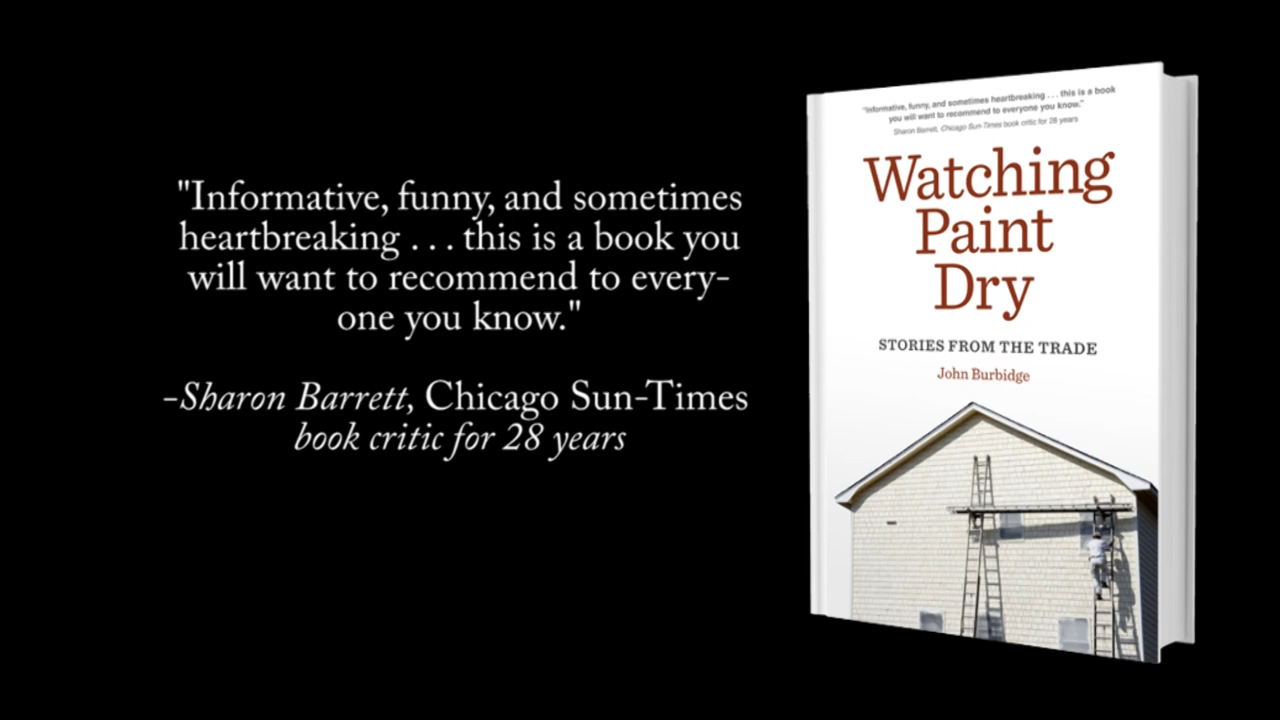 "Informative, funny, and sometimes
heartbreaking . . . this is a book you
will want to recommend to every-
one you know."
-Sharon Barrett, Chicago Sun-Times
book critic for 28 years
"Informative, funny, and sometimes heartbreaking . . . this is a book
you will want to recommend to everyone you know."
Sharon Barrett, Chicago Sun-Times book critic for 28 years
Watching
Paint
Dry
STORIES FROM THE TRADE
John Burbidge